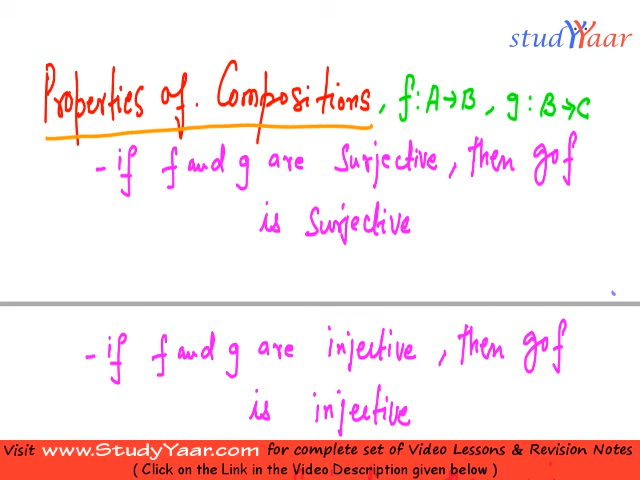 studYYaar
Properties of. Compositions, f:A→B, g:B→C
- if f and g are surjective, then gof
is surjective
- if f and g are injective, then gof
is injective
Visit www.StudyYaar.com for complete set of Video Lessons & Revision Notes
( Click on the Link in the Video Description given below )